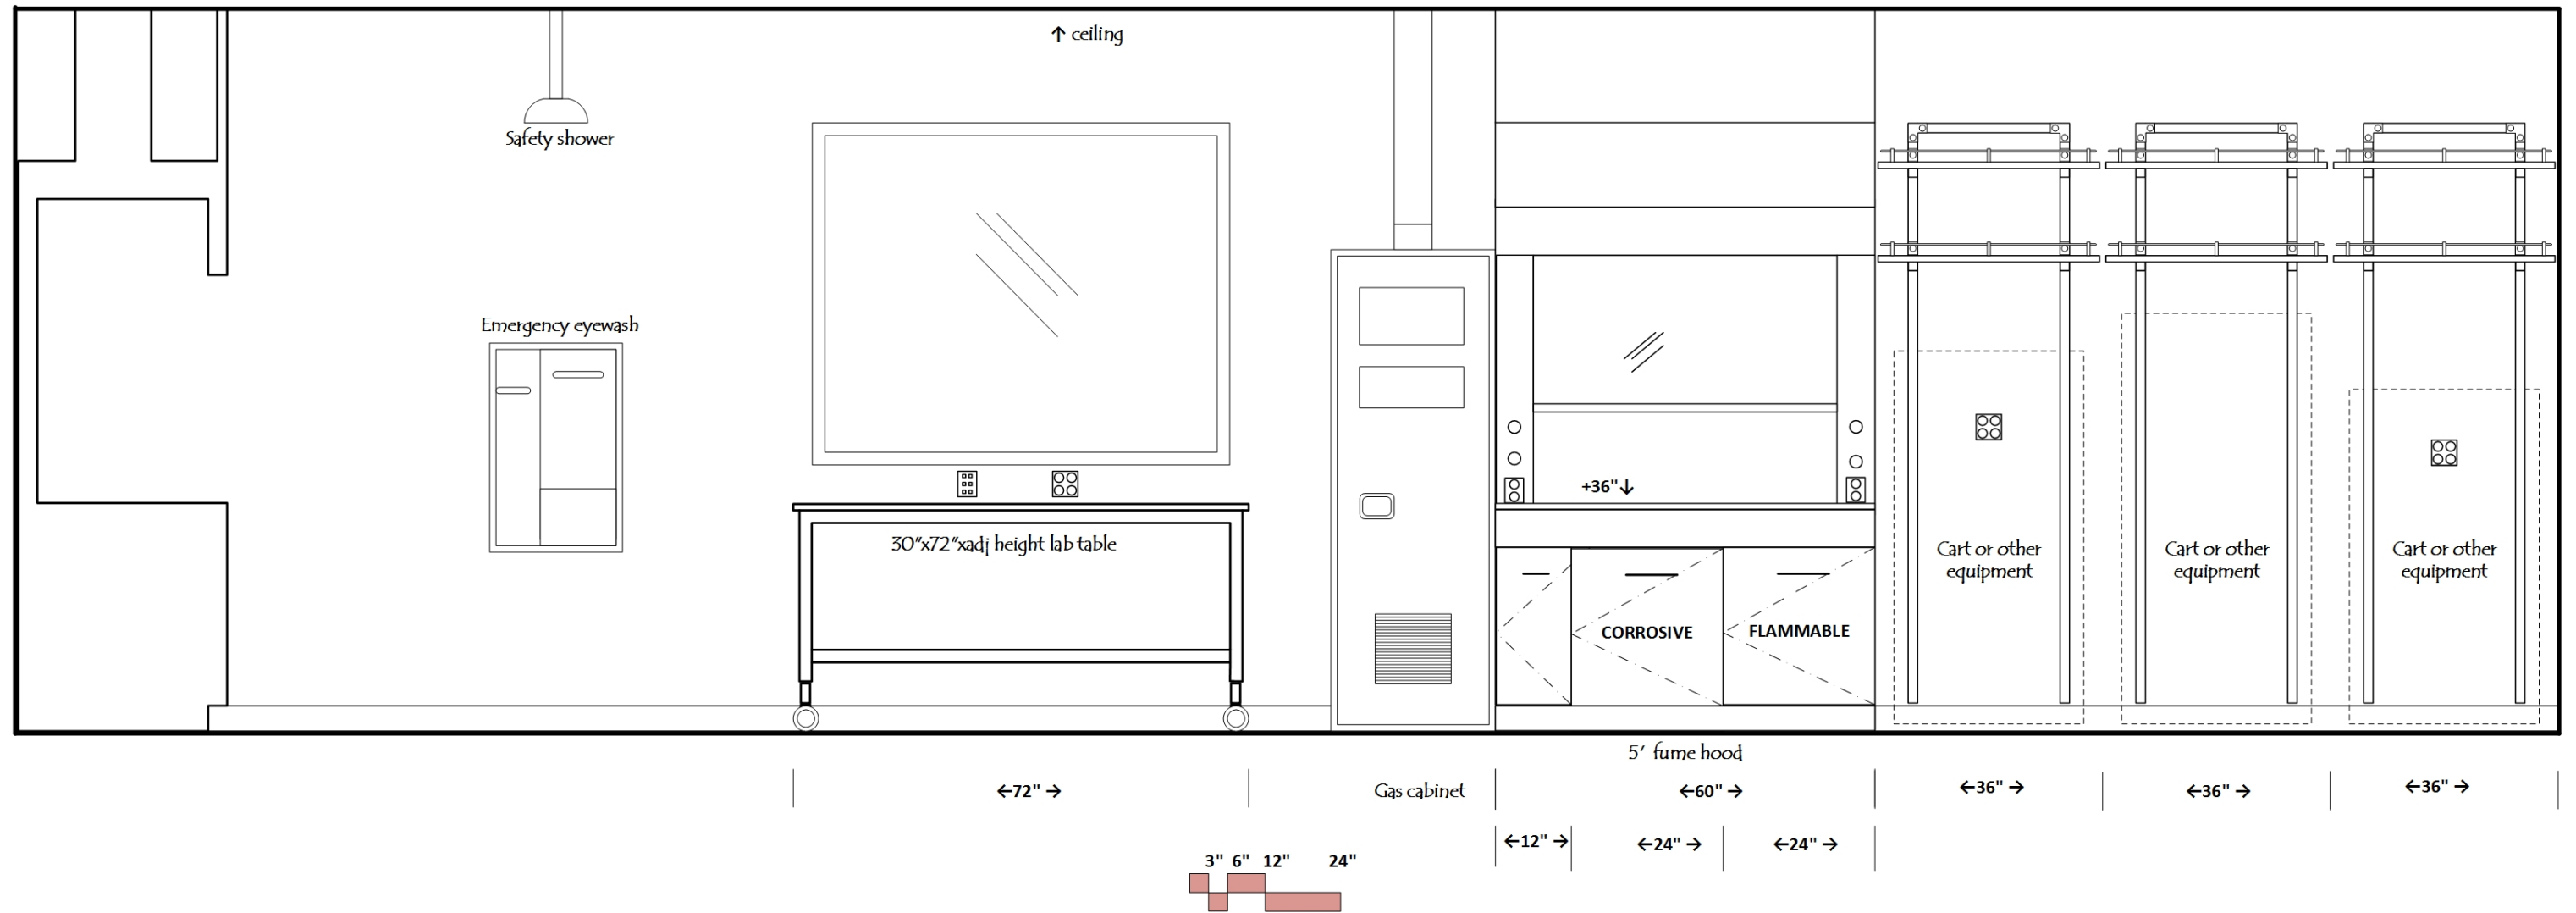 ↑ ceiling
Safety shower
Emergency eyewash
+36"↓
30"x72"xadj height lab table
Cart or other
equipment
Cart or other
equipment
Cart or other
equipment
CORROSIVE
FLAMMABLE
5' fume hood
←72" →
Gas cabinet
←60" →
←36" →
←36" →
←36" →
←12" →
←24" →
←24" →
3" 6" 12" 24"